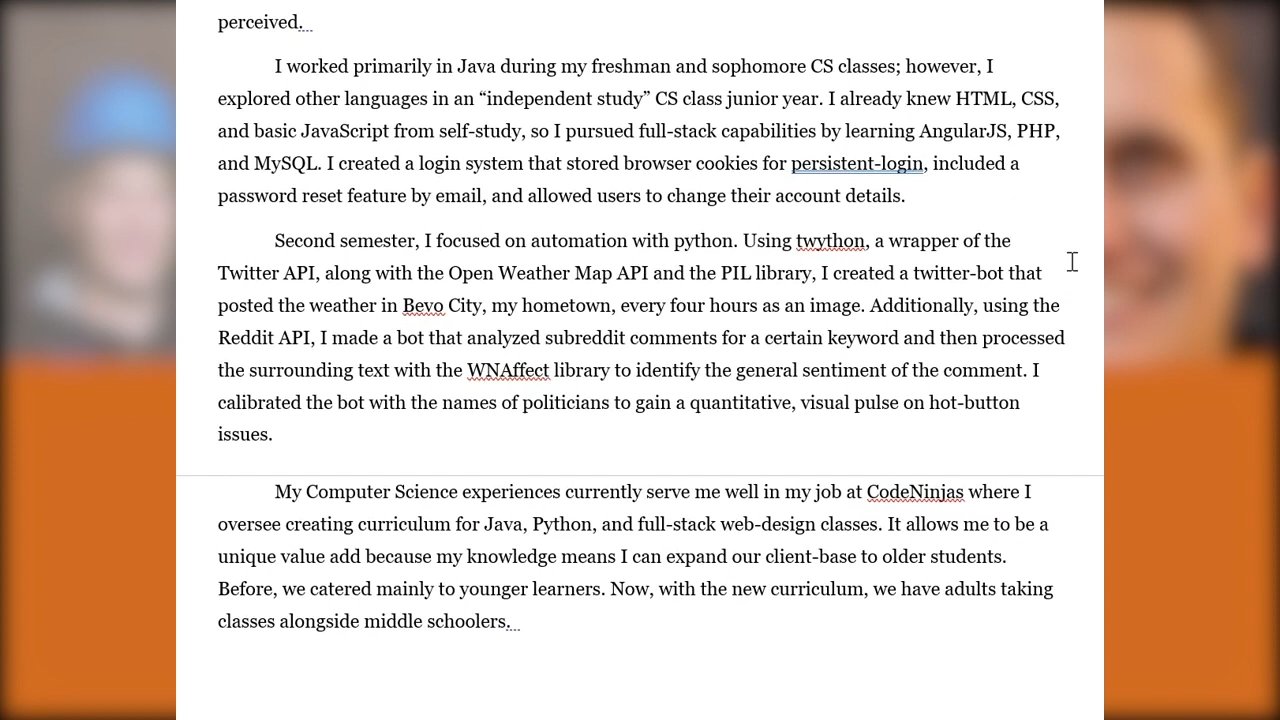 perceived.
I worked primarily in Java during my freshman and sophomore CS classes; however, I
explored other languages in an “independent study” CS class junior year. I already knew HTML, CSS,
and basic JavaScript from self-study, so I pursued full-stack capabilities by learning AngularJS, PHP,
and MySQL. I created a login system that stored browser cookies for persistent-login, included a
password reset feature by email, and allowed users to change their account details.
Second semester, I focused on automation with python. Using twython, a wrapper of the
Twitter API, along with the Open Weather Map API and the PIL library, I created a twitter-bot that
posted the weather in Bevo City, my hometown, every four hours as an image. Additionally, using the
Reddit API, I made a bot that analyzed subreddit comments for a certain keyword and then processed
the surrounding text with the WNAffect library to identify the general sentiment of the comment. I
calibrated the bot with the names of politicians to gain a quantitative, visual pulse on hot-button
issues.
My Computer Science experiences currently serve me well in my job at CodeNinjas where I
oversee creating curriculum for Java, Python, and full-stack web-design classes. It allows me to be a
unique value add because my knowledge means I can expand our client-base to older students.
Before, we catered mainly to younger learners. Now, with the new curriculum, we have adults taking
classes alongside middle schoolers.